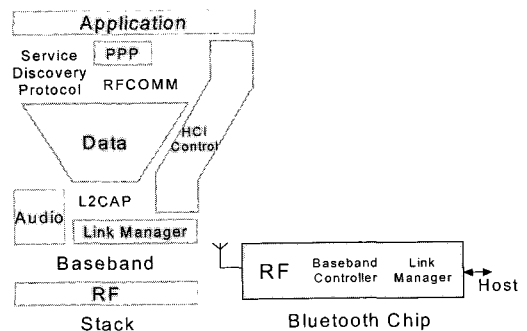 Application
PPP
Service
Discovery
Protocol
RFCOMM
Data
HCI
Control
L2CAP
Audio
Link Manager
Baseband
RF
Stack
RF
Baseband
Controller
Link
Manager
Host
Bluetooth Chip